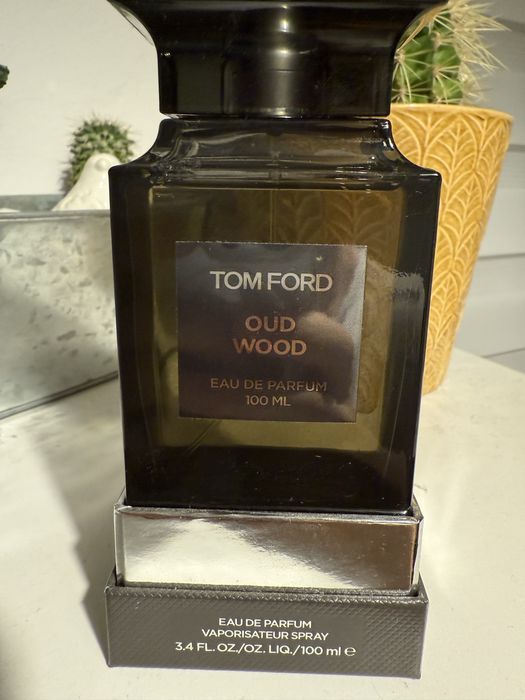 TOM FORD
OUD
WOOD
EAU DE PARFUM
100 ML
EAU DE PARFUM
VAPORISATEUR SPRAY
3.4 FL. OZ./OZ. LIQ./100 ml ℮